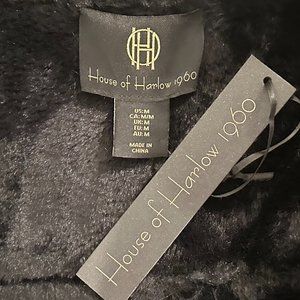 House of Harlow 1960
US:M
CA:M/M
UK:M
EU:M
AU:M
MADE IN
CHINA
House of Harlow 1960